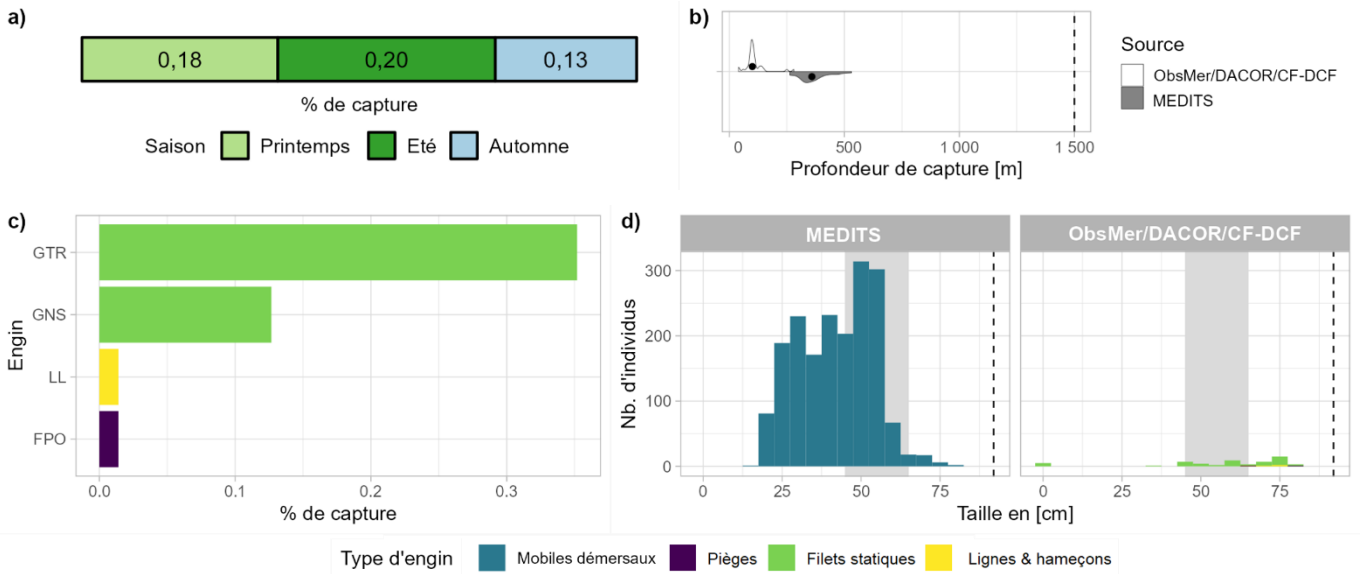 a)
0,18 0,20 0,13
% de capture
Saison Printemps Eté Automne
b)
0 500 1 000 1 500
Profondeur de capture [m]
Source
ObsMer/DACOR/CF-DCF
MEDITS
c)
Engin
GTR
GNS
LL
FPO
0.0 0.1 0.2 0.3
% de capture
d)
MEDITS ObsMer/DACOR/CF-DCF
Nb. d'individus
300
200
100
0
0 25 50 75 0 25 50 75
Taille en [cm]
Type d'engin Mobiles démersaux Pièges Filets statiques Lignes & hameçons